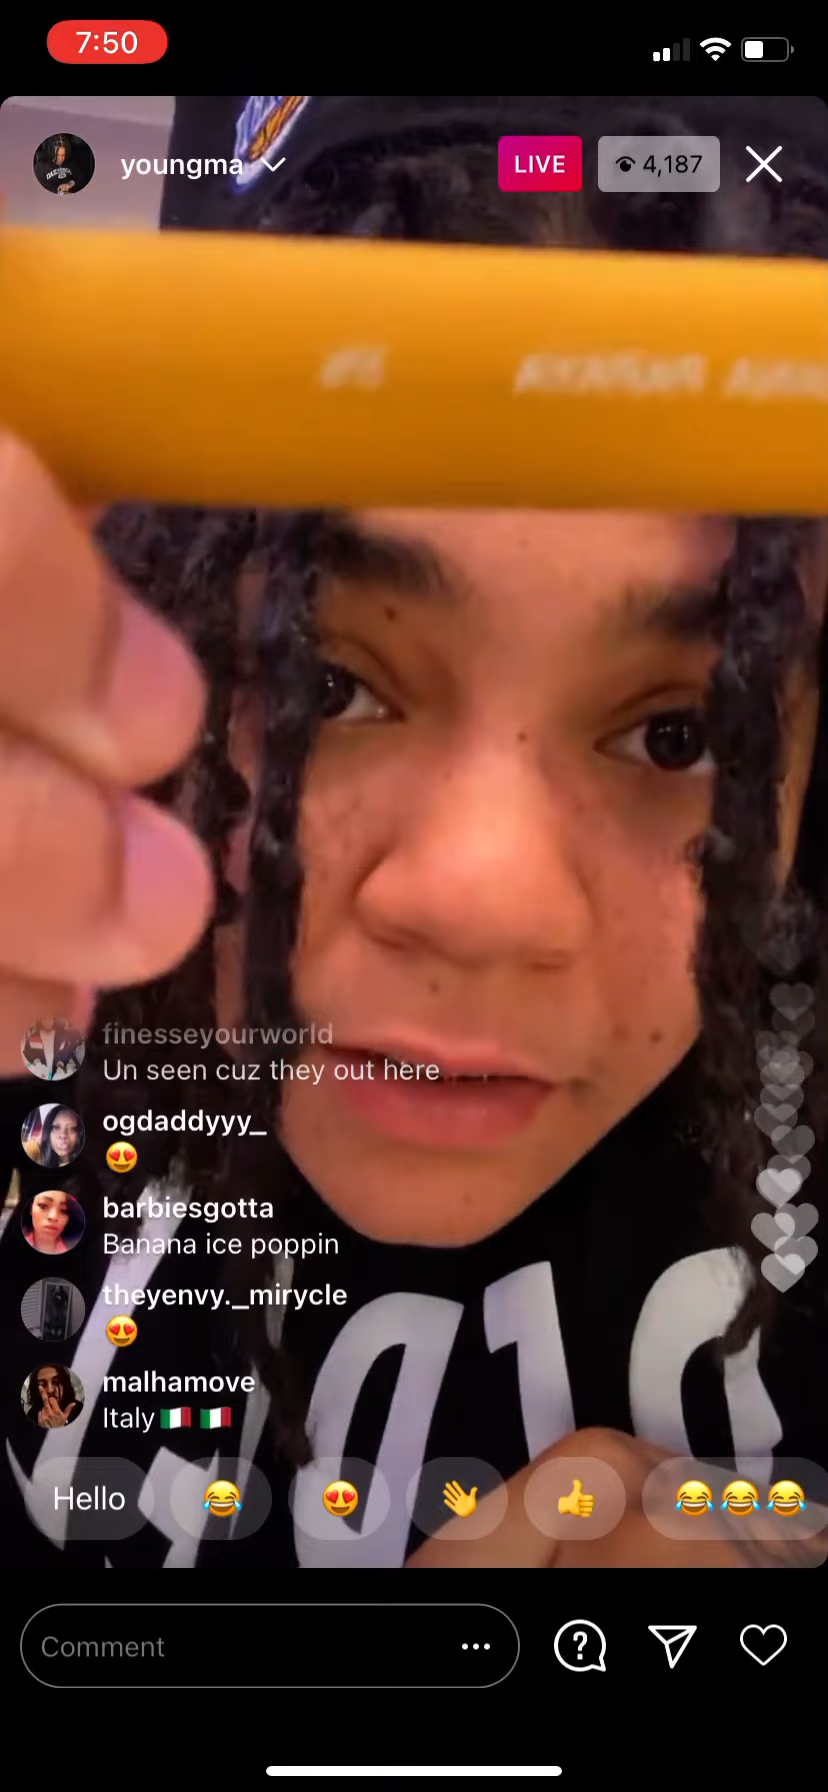 7:50
youngma
LIVE
4,187
finesseyourworld
Un seen cuz they out here
ogdaddyyy_
😍
barbiesgotta
Banana ice poppin
theyenvy._mirycle
😍
malhamove
Italy🇮🇹 🇮🇹
Hello 😂 😍 👋 👍 😂😂😂
Comment